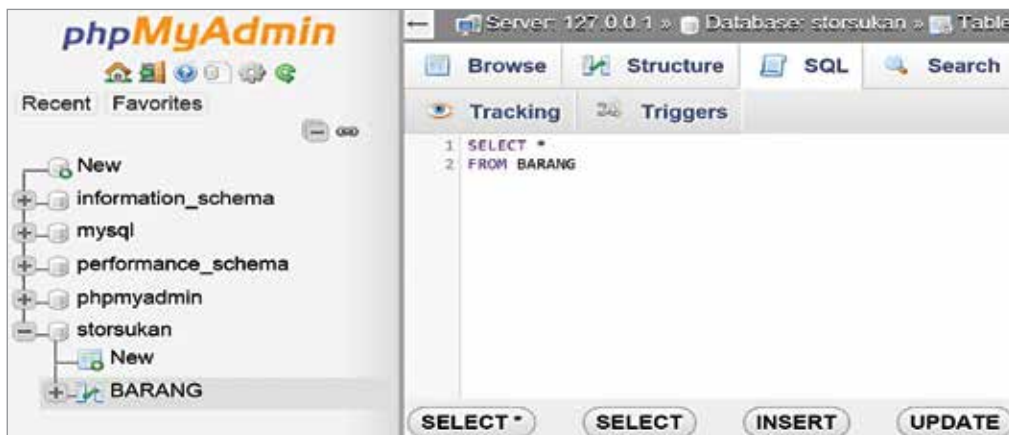 phpMyAdmin
Recent Favorites
New
information_schema
mysql
performance_schema
phpmyadmin
storsukan
New
BARANG
Server: 127.0.0.1 » Database: storsukan » Table
Browse Structure SQL Search
Tracking Triggers
1 SELECT *
2 FROM BARANG
SELECT * SELECT INSERT UPDATE